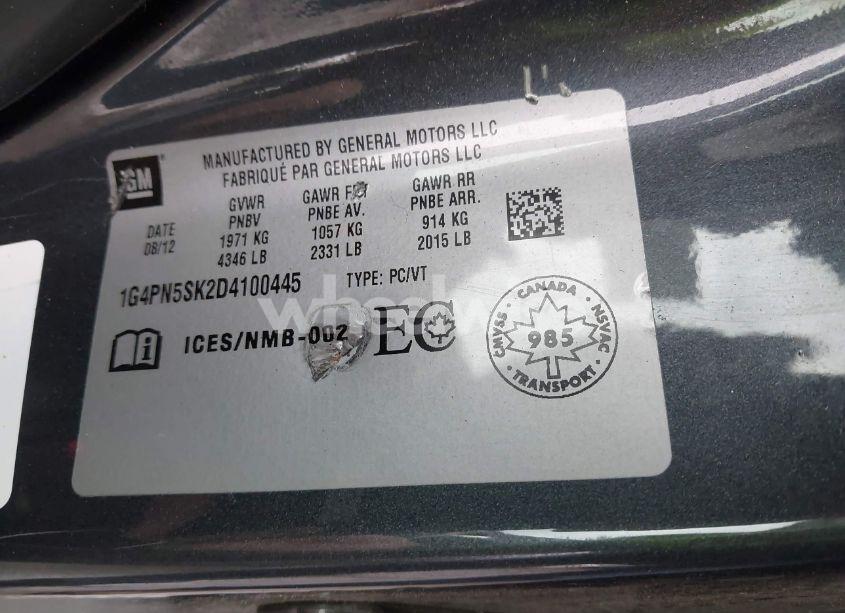 GM
MANUFACTURED BY GENERAL MOTORS LLC
FABRIQUÉ PAR GENERAL MOTORS LLC
DATE
08/12
GVWR
PNBV
1971 KG
4346 LB
GAWR FRT
PNBE AV.
1057 KG
2331 LB
GAWR RR
PNBE ARR.
914 KG
2015 LB
1G4PN5SK2D4100445
TYPE: PC/VT
ICES/NMB-002
EC
CANADA
CMVSS
985
NSVAC
TRANSPORT